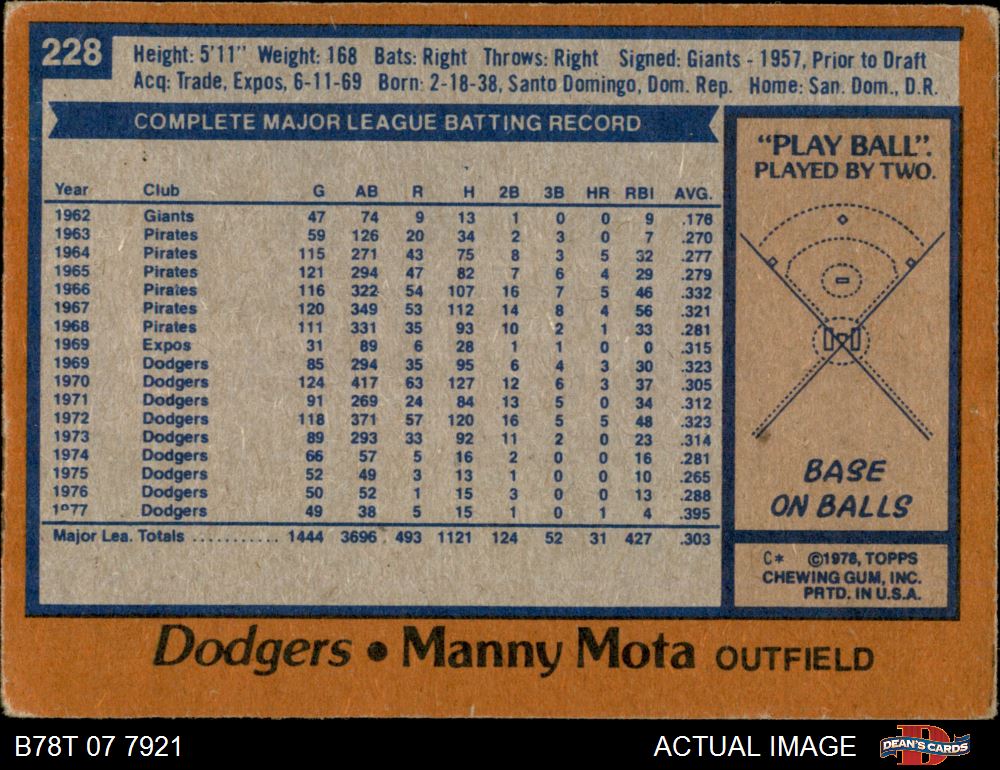 228
Height: 5'11" Weight: 168 Bats: Right Throws: Right Signed: Giants - 1957, Prior to Draft
Acq: Trade, Expos, 6-11-69 Born: 2-18-38, Santo Domingo, Dom. Rep. Home: San. Dom., D.R.
COMPLETE MAJOR LEAGUE BATTING RECORD
Year Club G AB R H 2B 3B HR RBI AVG.
1962 Giants 47 74 9 13 1 0 0 9 .176
1963 Pirates 59 126 20 34 2 3 0 7 .270
1964 Pirates 115 271 43 75 8 3 5 32 .277
1965 Pirates 121 294 47 82 7 6 4 29 .279
1966 Pirates 116 322 54 107 16 7 5 46 .332
1967 Pirates 120 349 53 112 14 8 4 56 .321
1968 Pirates 111 331 35 93 10 2 1 33 .281
1969 Expos 31 89 6 28 1 1 0 0 .315
1969 Dodgers 85 294 35 95 6 4 3 30 .323
1970 Dodgers 124 417 63 127 12 6 3 37 .305
1971 Dodgers 91 269 24 84 13 5 0 34 .312
1972 Dodgers 118 371 57 120 16 5 5 48 .323
1973 Dodgers 89 293 33 92 11 2 0 23 .314
1974 Dodgers 66 57 5 16 2 0 0 16 .281
1975 Dodgers 52 49 3 13 1 0 0 10 .265
1976 Dodgers 50 52 1 15 3 0 0 13 .288
1977 Dodgers 49 38 5 15 1 0 1 4 .395
Major Lea. Totals ........... 1444 3696 493 1121 124 52 31 427 .303
"PLAY BALL".
PLAYED BY TWO.
BASE
ON BALLS
C* ©1978, TOPPS
CHEWING GUM, INC.
PRTD. IN U.S.A.
Dodgers • Manny Mota OUTFIELD
B78T 07 7921 ACTUAL IMAGE DEAN'S CARDS